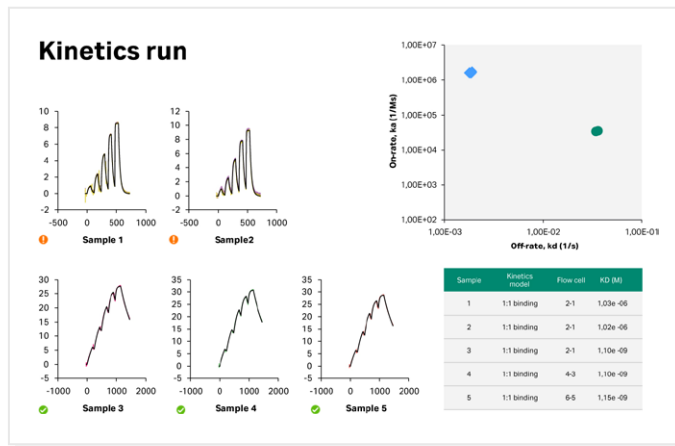 Kinetics run
12
10
8
6
4
2
0
-2
-500 0 500 1000
Sample 1
12
10
8
6
4
2
0
-2
-500 0 500 1000
Sample2
1,00E+07
1,00E+06
1,00E+05
1,00E+04
1,00E+03
1,00E+02
On-rate, ka (1/Ms)
1,00E-03 1,00E-02 1,00E-01
Off-rate, kd (1/s)
30
25
20
15
10
5
0
-5
-1000 0 1000 2000
Sample 3
35
30
25
20
15
10
5
0
-5
-1000 0 1000 2000
Sample 4
35
30
25
20
15
10
5
0
-5
-1000 0 1000 2000
Sample 5
Sample Kinetics model Flow cell KD (M)
1 1:1 binding 2-1 1,03e -06
2 1:1 binding 2-1 1,02e -06
3 1:1 binding 2-1 1,10e -09
4 1:1 binding 4-3 1,10e -09
5 1:1 binding 6-5 1,15e -09